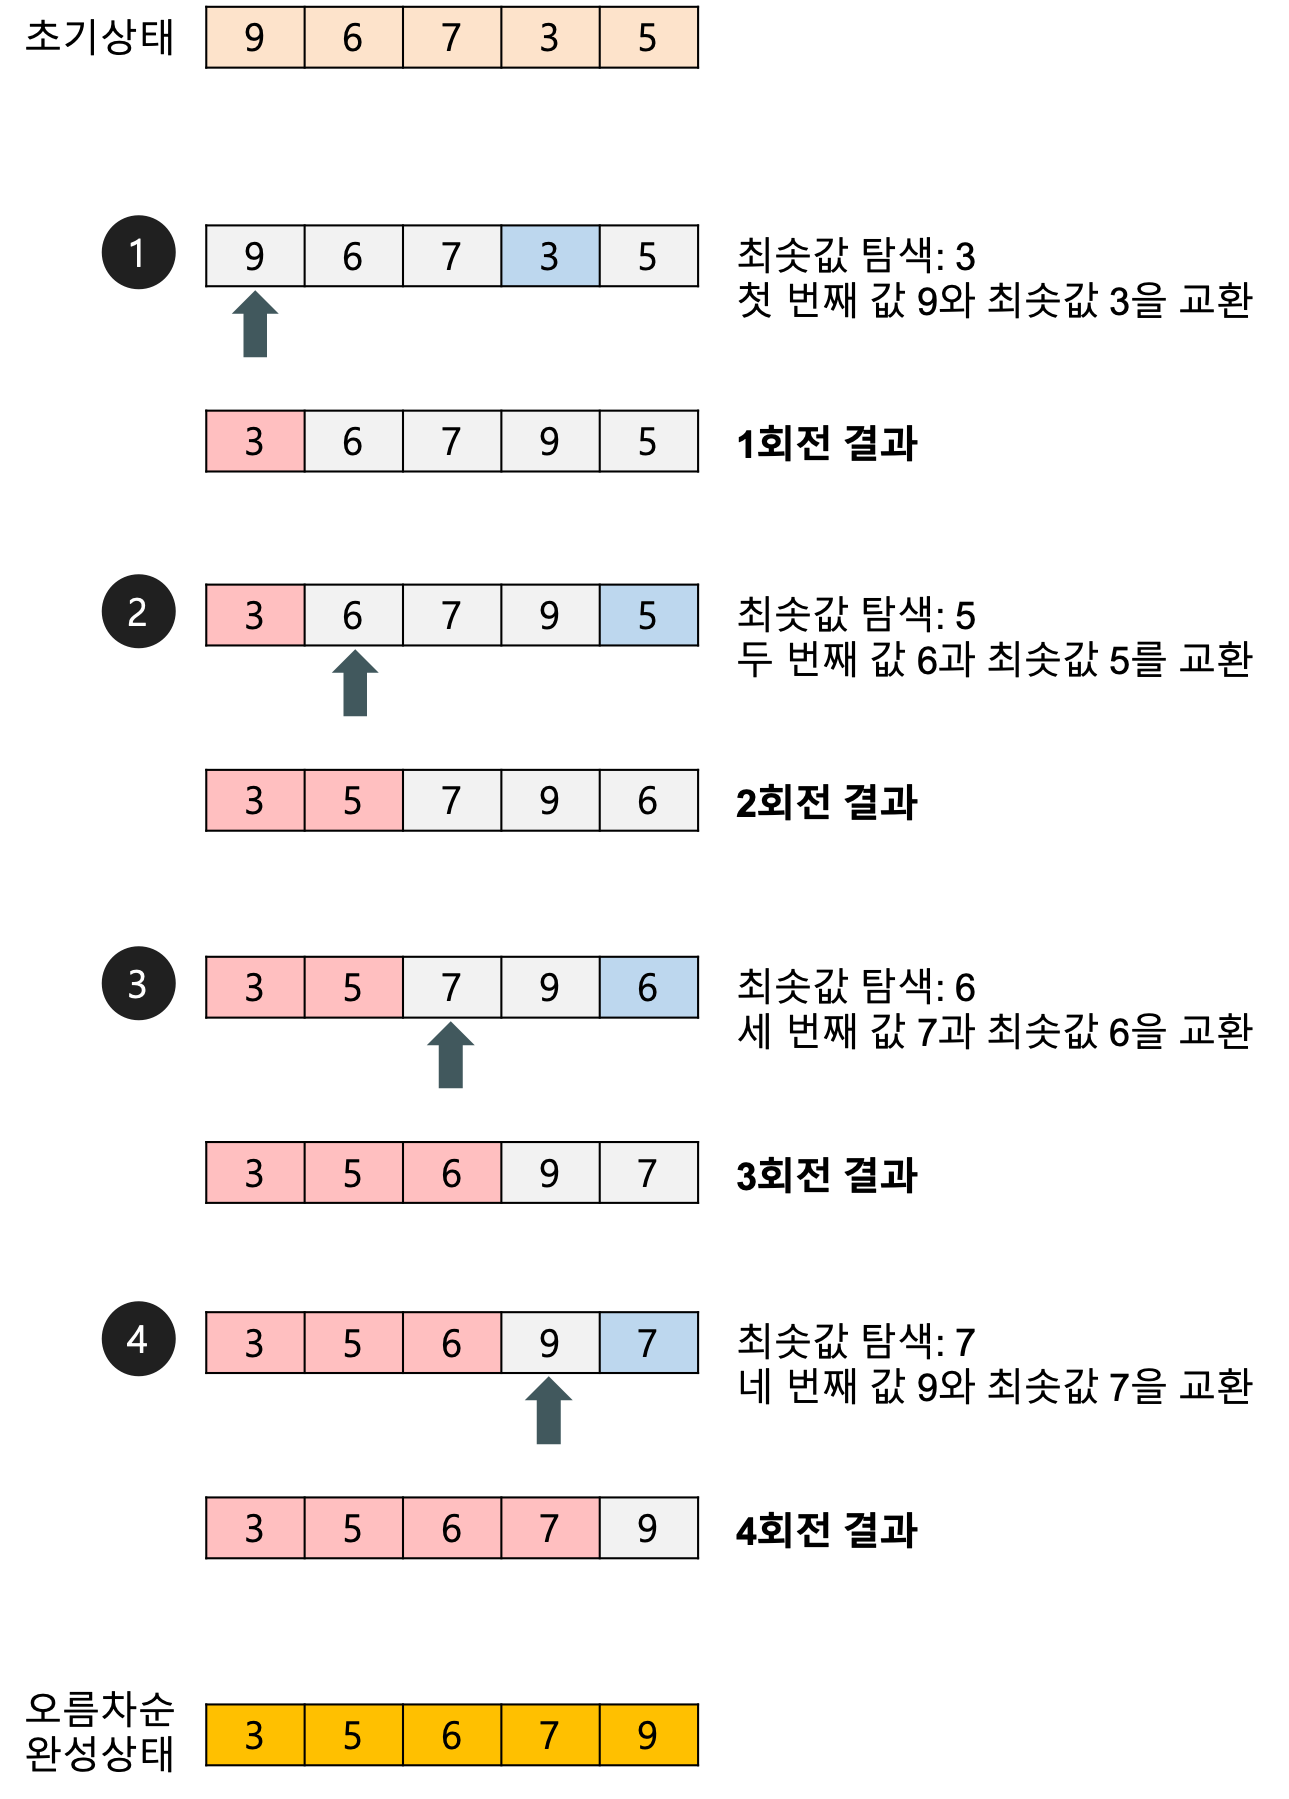 초기상태 9 6 7 3 5
1 9 6 7 3 5 최솟값 탐색: 3
첫 번째 값 9와 최솟값 3을 교환
3 6 7 9 5 1회전 결과
2 3 6 7 9 5 최솟값 탐색: 5
두 번째 값 6과 최솟값 5를 교환
3 5 7 9 6 2회전 결과
3 3 5 7 9 6 최솟값 탐색: 6
세 번째 값 7과 최솟값 6을 교환
3 5 6 9 7 3회전 결과
4 3 5 6 9 7 최솟값 탐색: 7
네 번째 값 9와 최솟값 7을 교환
3 5 6 7 9 4회전 결과
오름차순
완성상태 3 5 6 7 9